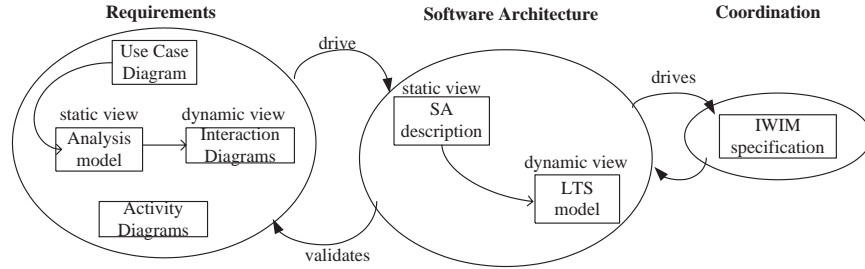 Requirements
Software Architecture
Coordination
Use Case
Diagram
drive
drives
static view
dynamic view
Analysis
model
Interaction
Diagrams
Activity
Diagrams
static view
SA
description
dynamic view
LTS
model
IWIM
specification
validates